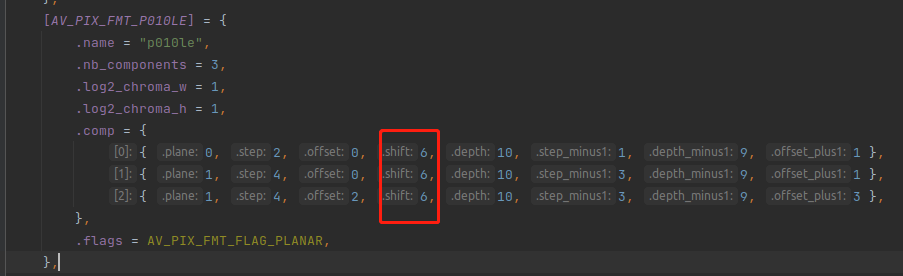 },
[AV_PIX_FMT_P010LE] = {
.name = "p010le",
.nb_components = 3,
.log2_chroma_w = 1,
.log2_chroma_h = 1,
.comp = {
[0]: { .plane: 0, .step: 2, .offset: 0, .shift: 6, .depth: 10, .step_minus1: 1, .depth_minus1: 9, .offset_plus1: 1 },
[1]: { .plane: 1, .step: 4, .offset: 0, .shift: 6, .depth: 10, .step_minus1: 3, .depth_minus1: 9, .offset_plus1: 1 },
[2]: { .plane: 1, .step: 4, .offset: 2, .shift: 6, .depth: 10, .step_minus1: 3, .depth_minus1: 9, .offset_plus1: 3 },
},
.flags = AV_PIX_FMT_FLAG_PLANAR,
},